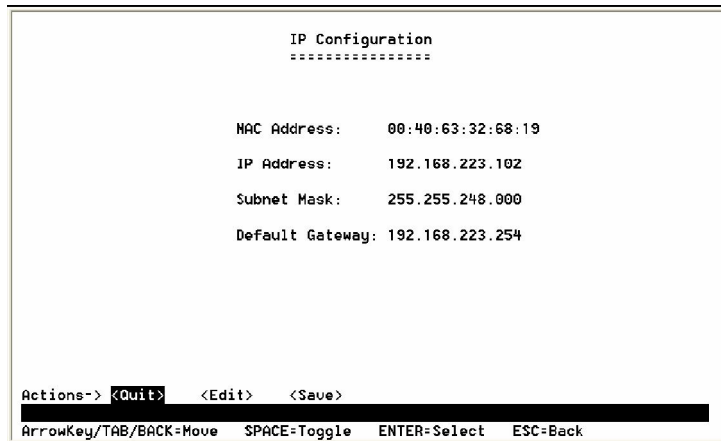 IP Configuration
================
MAC Address: 00:40:63:32:68:19
IP Address: 192.168.223.102
Subnet Mask: 255.255.248.000
Default Gateway: 192.168.223.254
Actions-> <Quit> <Edit> <Save>
ArrowKey/TAB/BACK=Move SPACE=Toggle ENTER=Select ESC=Back